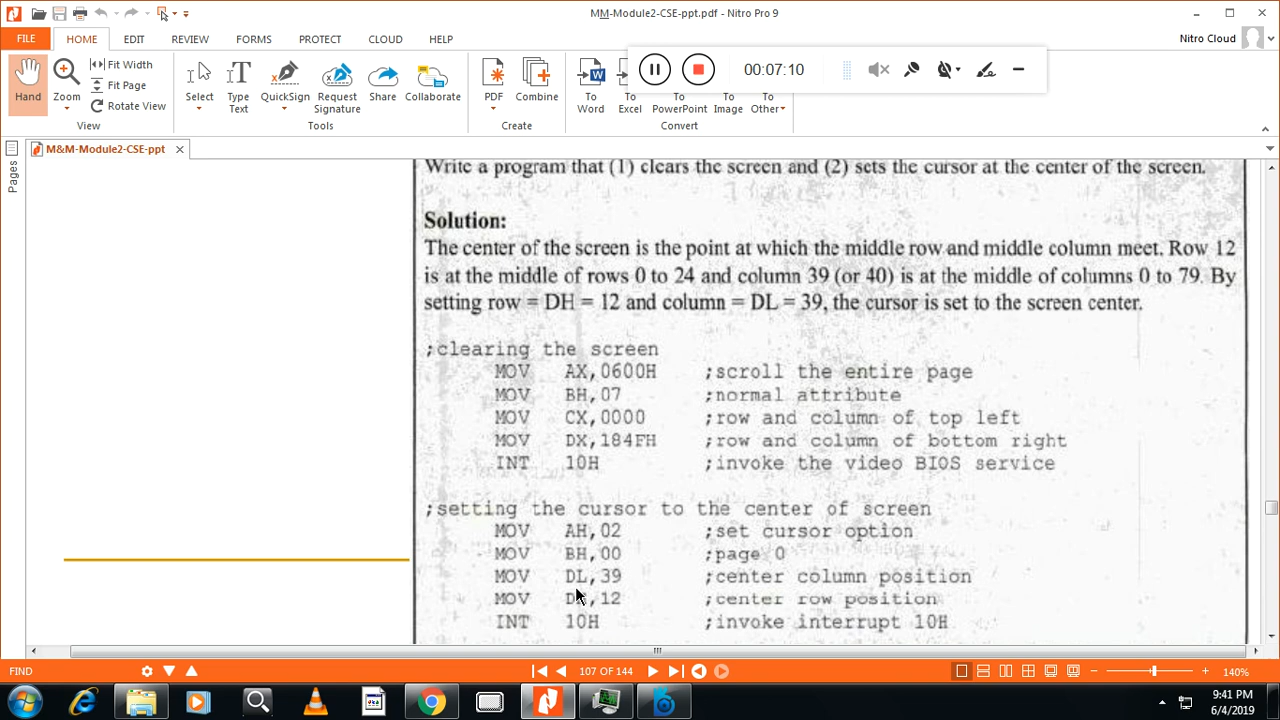 MM-Module2-CSE-ppt.pdf - Nitro Pro 9
FILE HOME EDIT REVIEW FORMS PROTECT CLOUD HELP
Nitro Cloud
Hand
Zoom
Fit Width
Fit Page
Rotate View
View
Select
Type Text
QuickSign
Request Signature
Share
Collaborate
Tools
PDF
Combine
Create
To Word
To Excel
To PowerPoint
To Image
To Other
Convert
00:07:10
M&M-Module2-CSE-ppt
Pages
Write a program that (1) clears the screen and (2) sets the cursor at the center of the screen.
Solution:
The center of the screen is the point at which the middle row and middle column meet. Row 12
is at the middle of rows 0 to 24 and column 39 (or 40) is at the middle of columns 0 to 79. By
setting row = DH = 12 and column = DL = 39, the cursor is set to the screen center.
;clearing the screen
MOV AX,0600H ;scroll the entire page
MOV BH,07 ;normal attribute
MOV CX,0000 ;row and column of top left
MOV DX,184FH ;row and column of bottom right
INT 10H ;invoke the video BIOS service
;setting the cursor to the center of screen
MOV AH,02 ;set cursor option
MOV BH,00 ;page 0
MOV DL,39 ;center column position
MOV DH,12 ;center row position
INT 10H ;invoke interrupt 10H
FIND
107 OF 144
140%
9:41 PM
6/4/2019